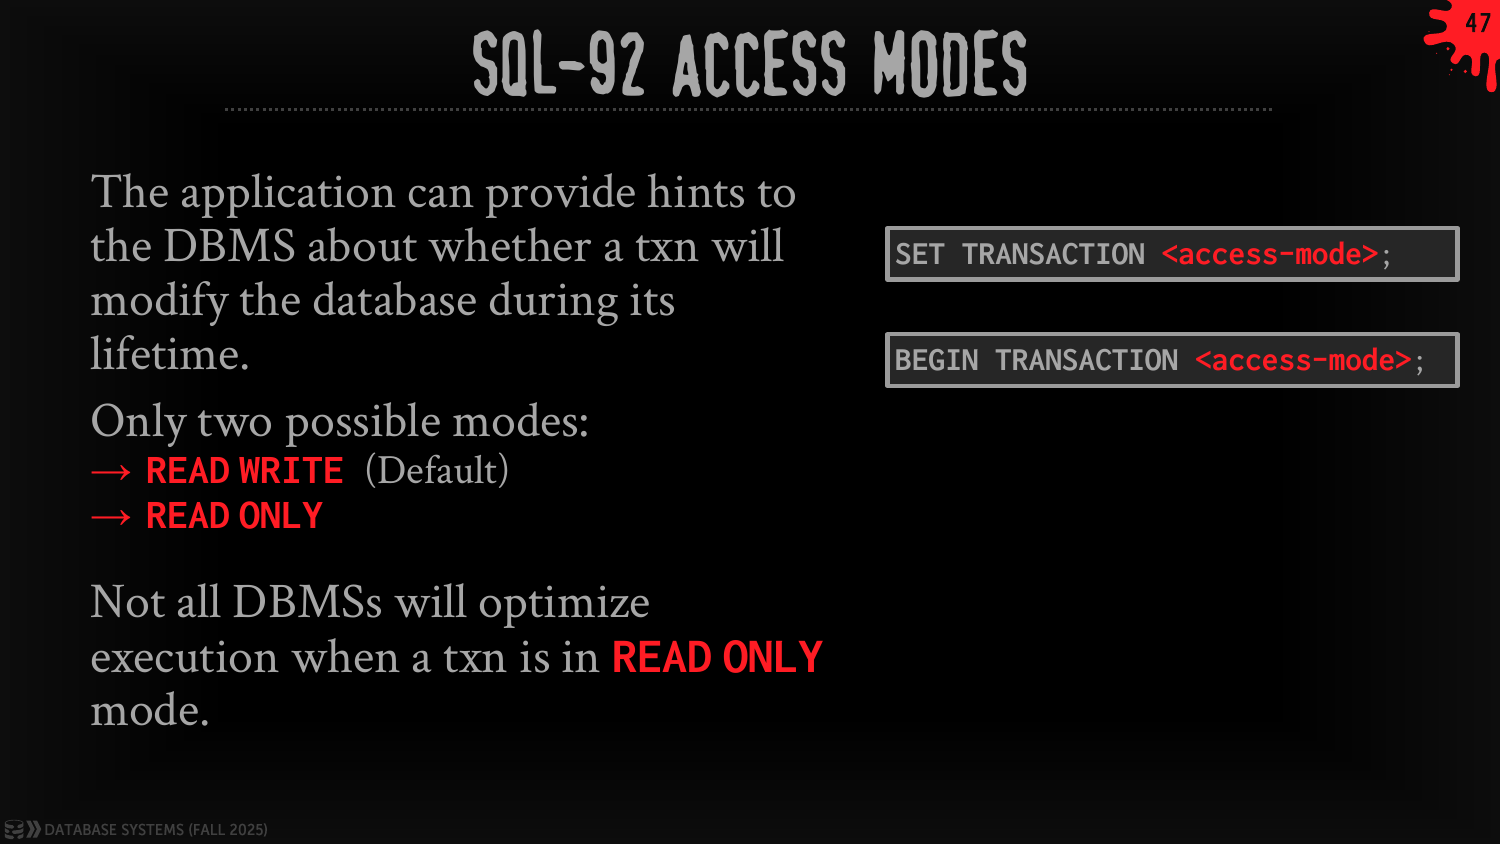 47
SQL-92 ACCESS MODES
The application can provide hints to
the DBMS about whether a txn will
modify the database during its
lifetime.
Only two possible modes:
→ READ WRITE (Default)
→ READ ONLY
Not all DBMSs will optimize
execution when a txn is in READ ONLY
mode.
SET TRANSACTION <access-mode>;
BEGIN TRANSACTION <access-mode>;
DATABASE SYSTEMS (FALL 2025)